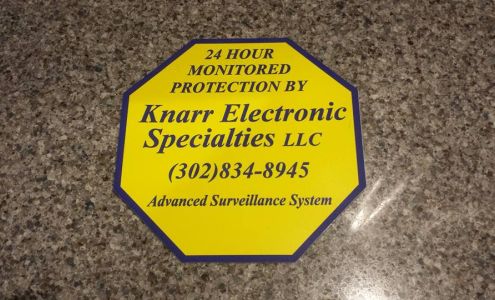 24 HOUR
MONITORED
PROTECTION BY
Knarr Electronic
Specialties LLC
(302)834-8945
Advanced Surveillance System